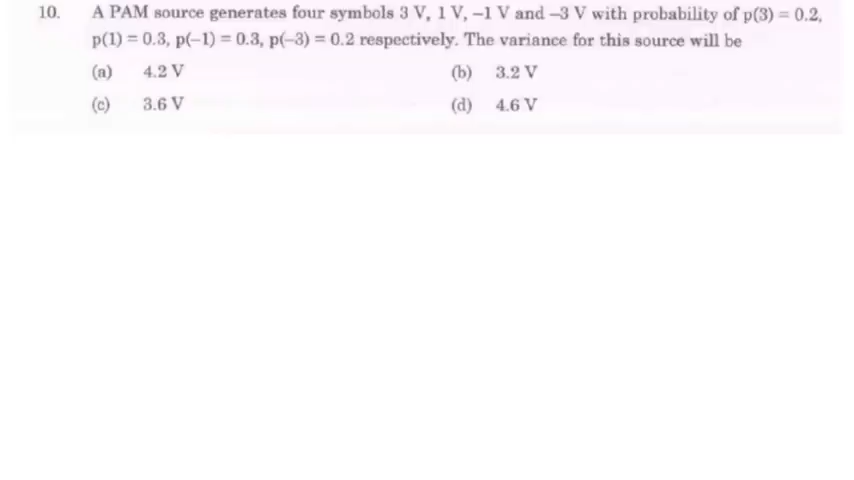 10. A PAM source generates four symbols 3 V, 1 V, –1 V and –3 V with probability of p(3) = 0.2,
p(1) = 0.3, p(–1) = 0.3, p(–3) = 0.2 respectively. The variance for this source will be
(a) 4.2 V (b) 3.2 V
(c) 3.6 V (d) 4.6 V